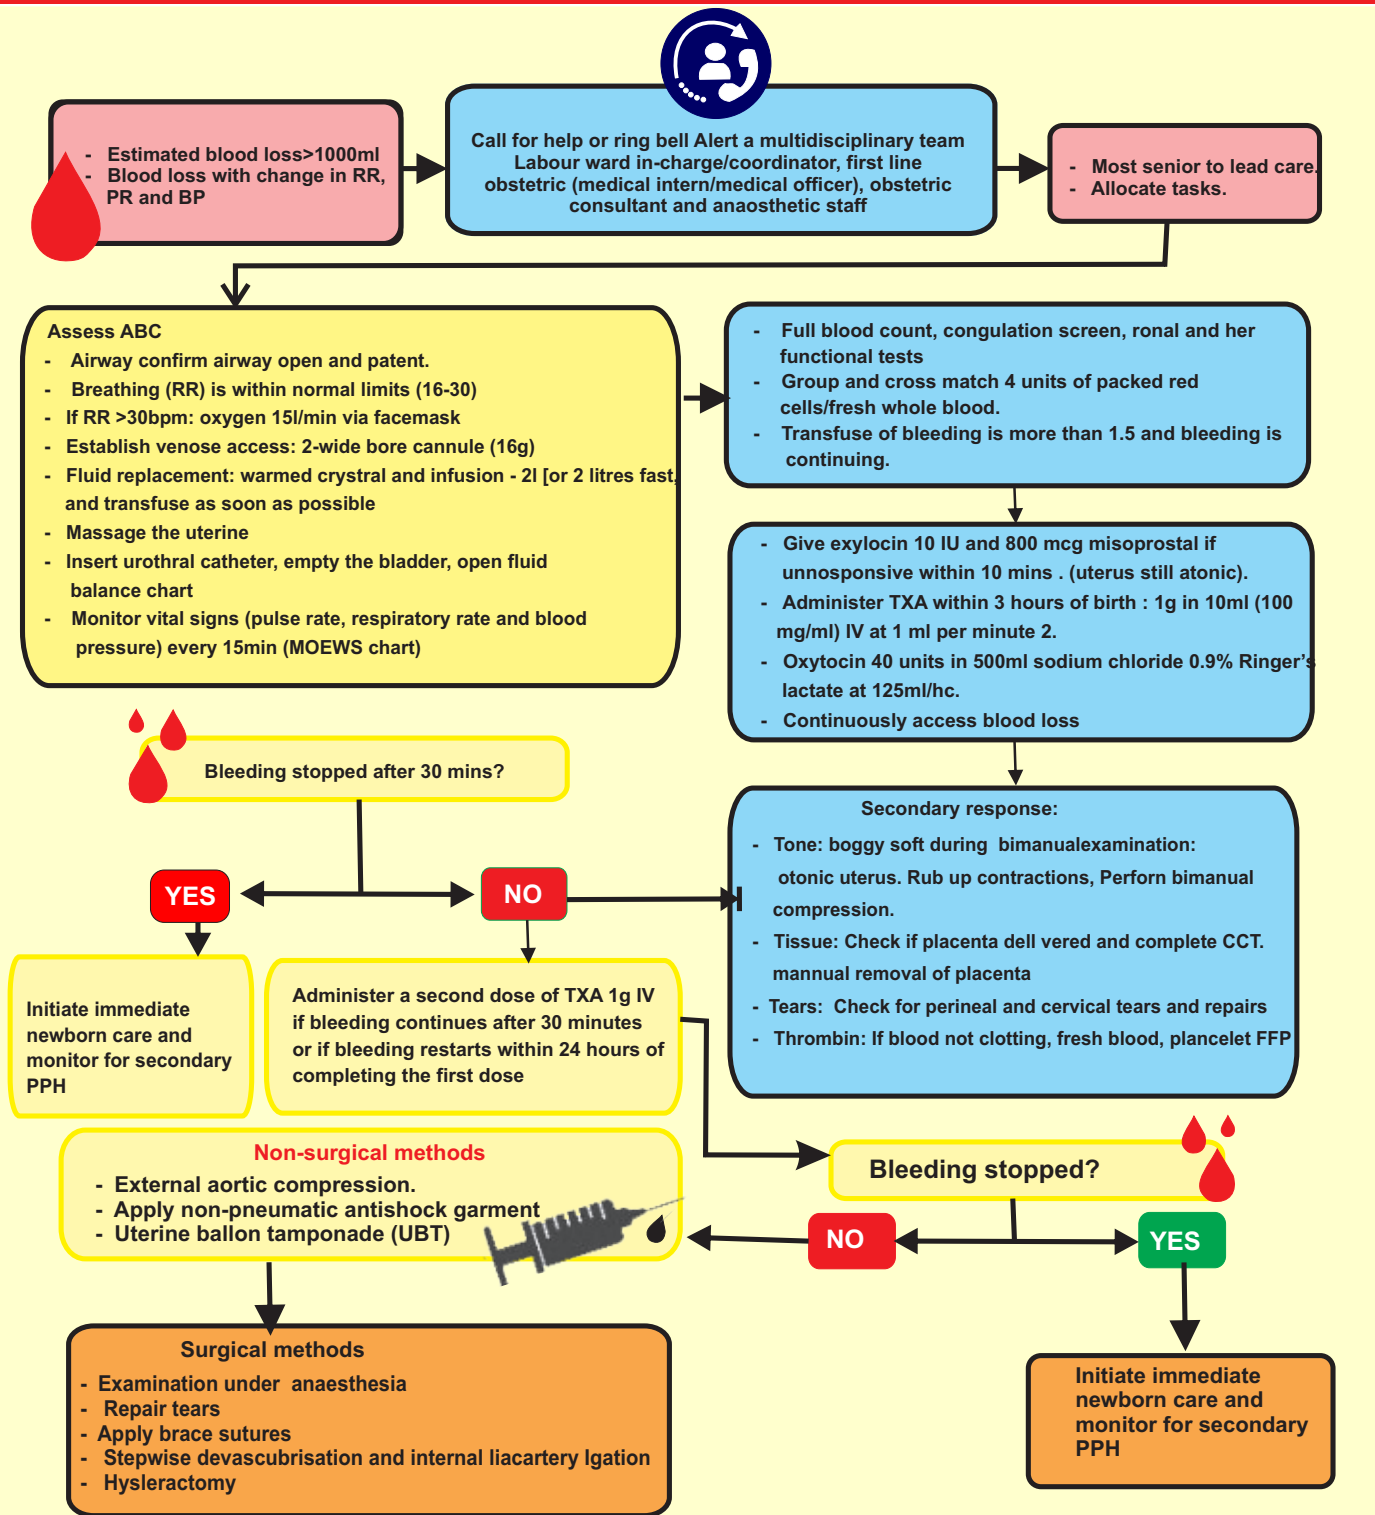 - Estimated blood loss>1000ml
- Blood loss with change in RR,
PR and BP
Call for help or ring bell Alert a multidisciplinary team
Labour ward in-charge/coordinator, first line
obstetric (medical intern/medical officer), obstetric
consultant and anaosthetic staff
- Most senior to lead care.
- Allocate tasks.
Assess ABC
- Airway confirm airway open and patent.
- Breathing (RR) is within normal limits (16-30)
- If RR >30bpm: oxygen 15l/min via facemask
- Establish venose access: 2-wide bore cannule (16g)
- Fluid replacement: warmed crystral and infusion - 2l [or 2 litres fast,
and transfuse as soon as possible
- Massage the uterine
- Insert urothral catheter, empty the bladder, open fluid
balance chart
- Monitor vital signs (pulse rate, respiratory rate and blood
pressure) every 15min (MOEWS chart)
- Full blood count, congulation screen, ronal and her
functional tests
- Group and cross match 4 units of packed red
cells/fresh whole blood.
- Transfuse of bleeding is more than 1.5 and bleeding is
continuing.
- Give exylocin 10 IU and 800 mcg misoprostal if
unnosponsive within 10 mins . (uterus still atonic).
- Administer TXA within 3 hours of birth : 1g in 10ml (100
mg/ml) IV at 1 ml per minute 2.
- Oxytocin 40 units in 500ml sodium chloride 0.9% Ringer's
lactate at 125ml/hc.
- Continuously access blood loss
Bleeding stopped after 30 mins?
YES
NO
Secondary response:
- Tone: boggy soft during bimanualexamination:
otonic uterus. Rub up contractions, Perforn bimanual
compression.
- Tissue: Check if placenta dell vered and complete CCT.
mannual removal of placenta
- Tears: Check for perineal and cervical tears and repairs
- Thrombin: If blood not clotting, fresh blood, plancelet FFP
Initiate immediate
newborn care and
monitor for secondary
PPH
Administer a second dose of TXA 1g IV
if bleeding continues after 30 minutes
or if bleeding restarts within 24 hours of
completing the first dose
Bleeding stopped?
NO
YES
Non-surgical methods
- External aortic compression.
- Apply non-pneumatic antishock garment
- Uterine ballon tamponade (UBT)
Surgical methods
- Examination under anaesthesia
- Repair tears
- Apply brace sutures
- Stepwise devascubrisation and internal liacartery lgation
- Hysleractomy
Initiate immediate
newborn care and
monitor for secondary
PPH